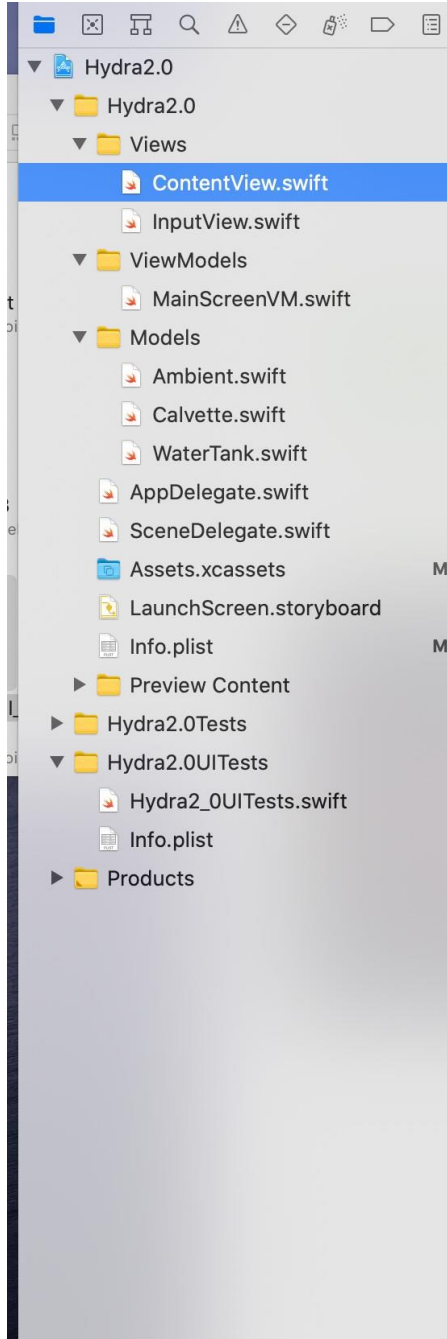 Hydra2.0
Hydra2.0
Views
ContentView.swift
InputView.swift
ViewModels
MainScreenVM.swift
Models
Ambient.swift
Calvette.swift
WaterTank.swift
AppDelegate.swift
SceneDelegate.swift
Assets.xcassets M
LaunchScreen.storyboard
Info.plist M
Preview Content
Hydra2.0Tests
Hydra2.0UITests
Hydra2_0UITests.swift
Info.plist
Products